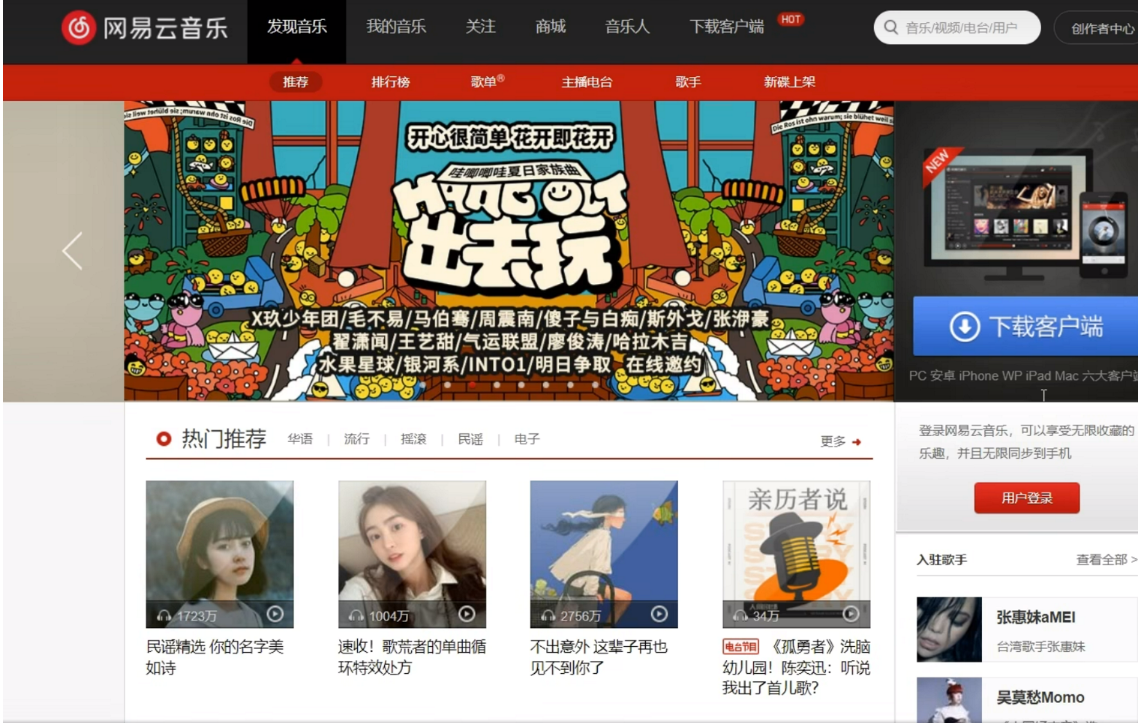 网易云音乐
发现音乐 我的音乐 关注 商城 音乐人 下载客户端 HOT
音乐/视频/电台/用户
创作者中心
推荐 排行榜 歌单® 主播电台 歌手 新碟上架
开心很简单 花开即花开
哇唧唧哇夏日家族曲
HANG OUT
出去玩
X玖少年团/毛不易/马伯骞/周震南/傻子与白痴/斯外戈/张洢豪
翟潇闻/王艺甜/气运联盟/廖俊涛/哈拉木吉
水果星球/银河系/INTO1/明日争取 在线邀约
NEW
下载客户端
PC 安卓 iPhone WP iPad Mac 六大客户端
热门推荐 华语 | 流行 | 摇滚 | 民谣 | 电子
更多
1723万
民谣精选 你的名字美
如诗
1004万
速收！歌荒者的单曲循
环特效处方
2756万
不出意外 这辈子再也
见不到你了
亲历者说
STORY
34万
电台节目 《孤勇者》洗脑
幼儿园！陈奕迅：听说
我出了首儿歌？
登录网易云音乐，可以享受无限收藏的
乐趣，并且无限同步到手机
用户登录
入驻歌手
查看全部 >
张惠妹aMEI
台湾歌手张惠妹
吴莫愁Momo